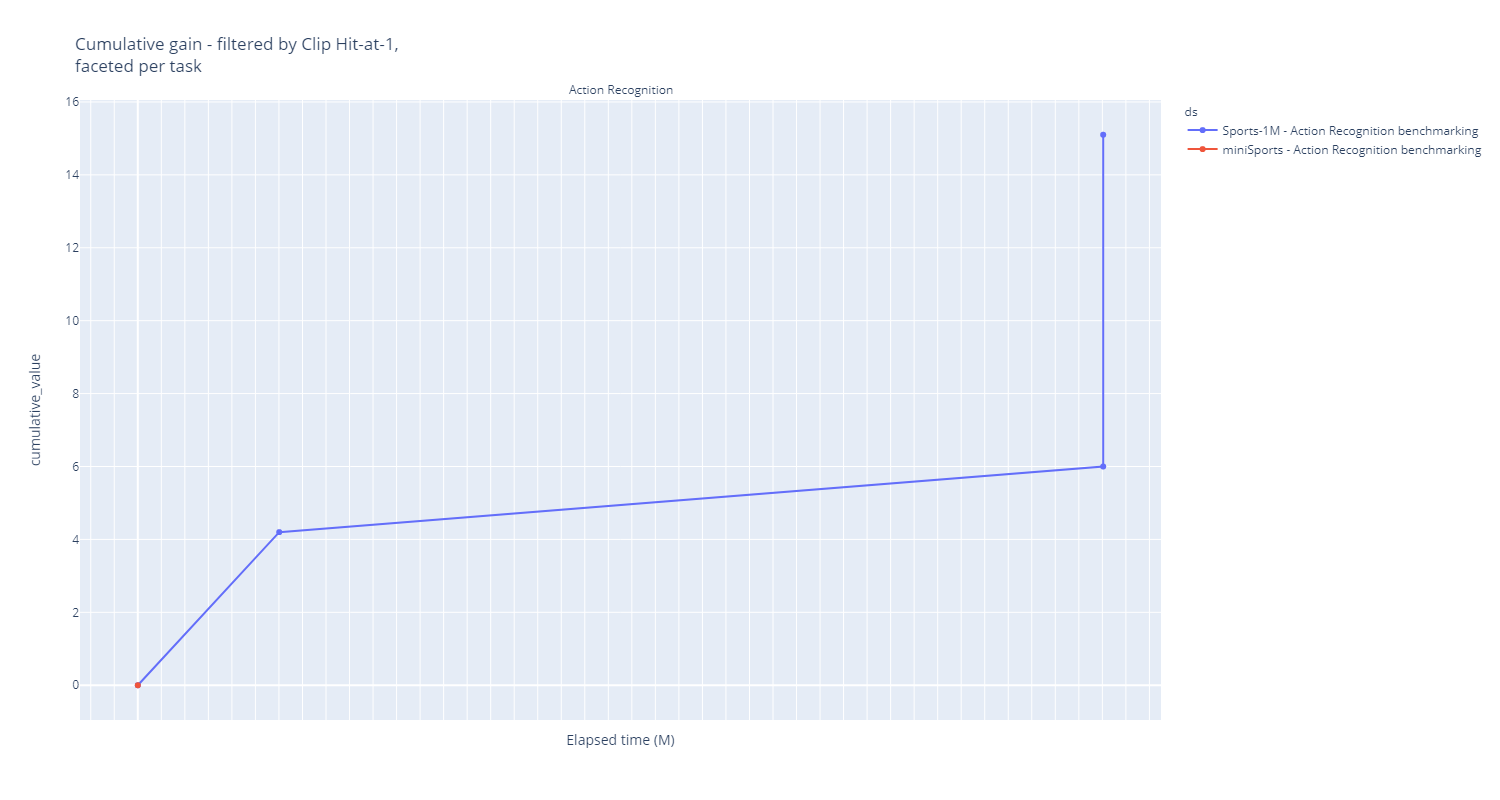 Cumulative gain - filtered by Clip Hit-at-1,
faceted per task
Action Recognition
ds
Sports-1M - Action Recognition benchmarking
miniSports - Action Recognition benchmarking
16
14
12
10
8
6
4
2
0
cumulative_value
Elapsed time (M)